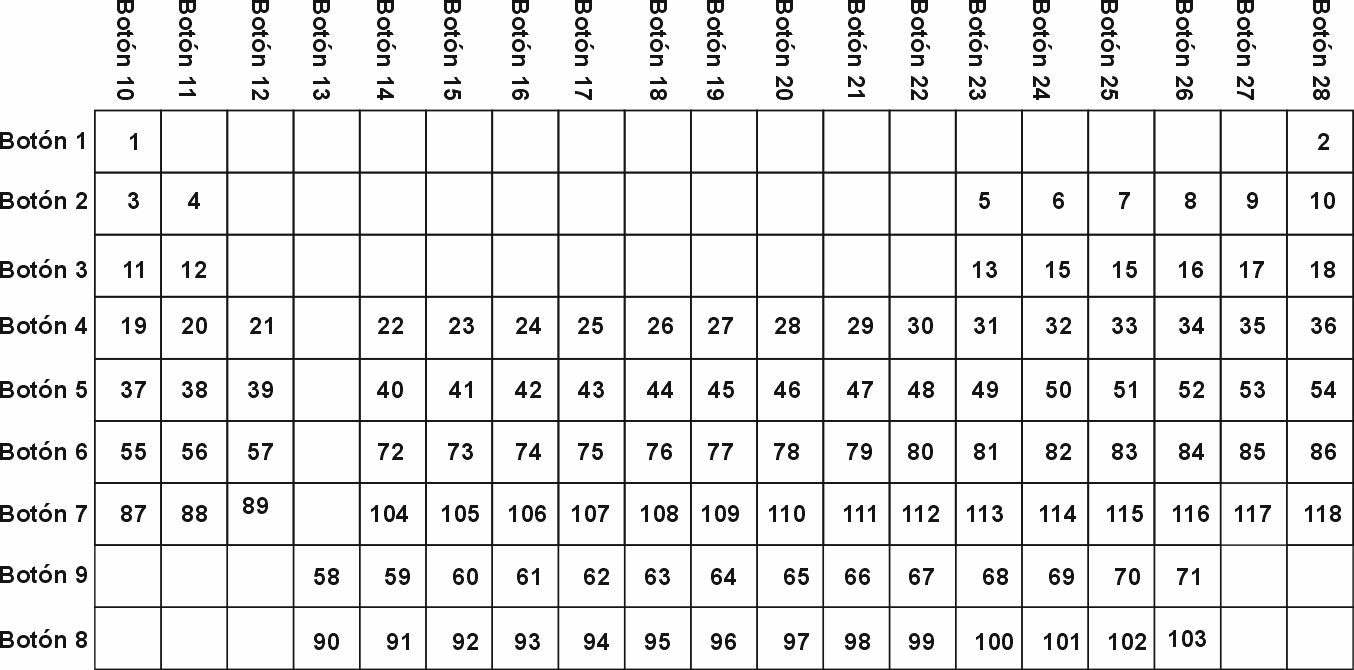 Botón 10 Botón 11 Botón 12 Botón 13 Botón 14 Botón 15 Botón 16 Botón 17 Botón 18 Botón 19 Botón 20 Botón 21 Botón 22 Botón 23 Botón 24 Botón 25 Botón 26 Botón 27 Botón 28
Botón 1 1 2
Botón 2 3 4 5 6 7 8 9 10
Botón 3 11 12 13 15 15 16 17 18
Botón 4 19 20 21 22 23 24 25 26 27 28 29 30 31 32 33 34 35 36
Botón 5 37 38 39 40 41 42 43 44 45 46 47 48 49 50 51 52 53 54
Botón 6 55 56 57 72 73 74 75 76 77 78 79 80 81 82 83 84 85 86
Botón 7 87 88 89 104 105 106 107 108 109 110 111 112 113 114 115 116 117 118
Botón 9 58 59 60 61 62 63 64 65 66 67 68 69 70 71
Botón 8 90 91 92 93 94 95 96 97 98 99 100 101 102 103